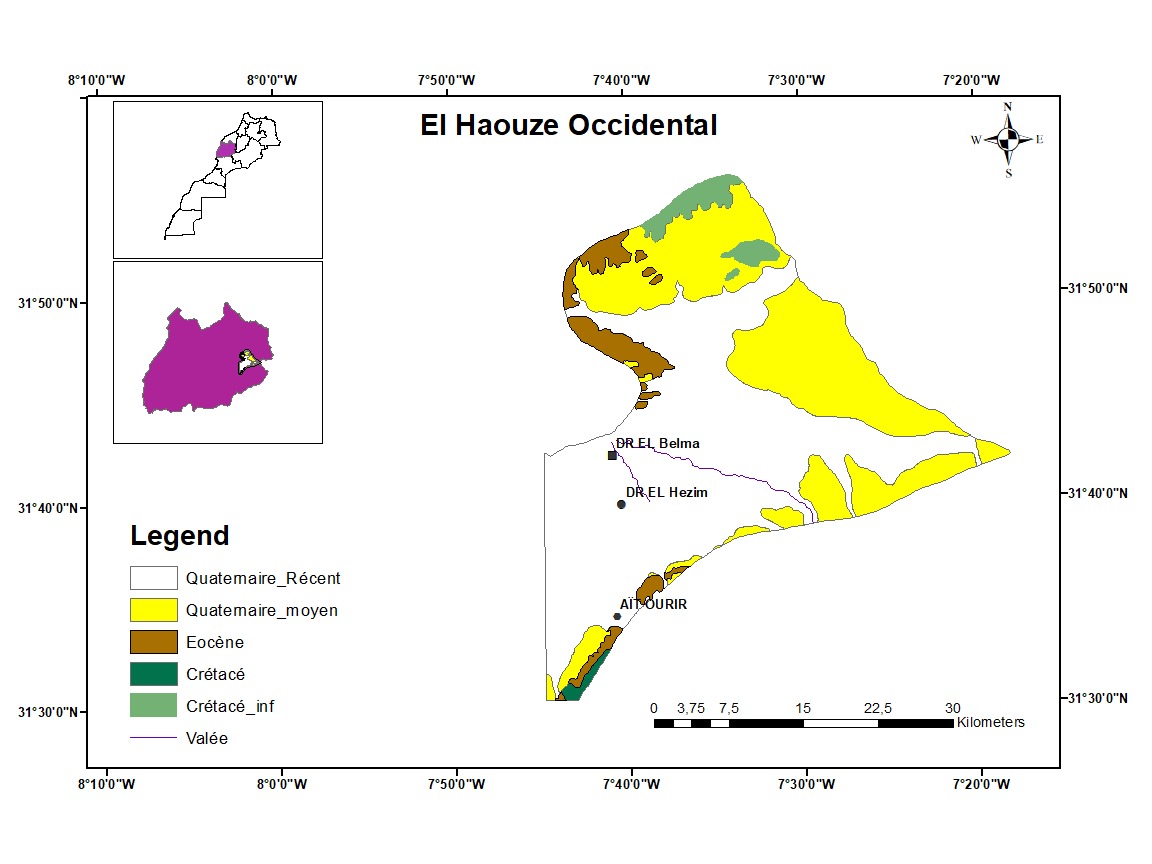 8°10'0"W 8°0'0"W 7°50'0"W 7°40'0"W 7°30'0"W 7°20'0"W
El Haouze Occidental
N
W E
S
31°50'0"N 31°50'0"N
DR EL Belma
DR EL Hezim
31°40'0"N 31°40'0"N
Legend
Quaternaire_Récent
Quaternaire_moyen
Eocène
Crétacé
Crétacé_inf
Valée
AÏT OURIR
31°30'0"N 31°30'0"N
0 3,75 7,5 15 22,5 30
Kilometers
8°10'0"W 8°0'0"W 7°50'0"W 7°40'0"W 7°30'0"W 7°20'0"W